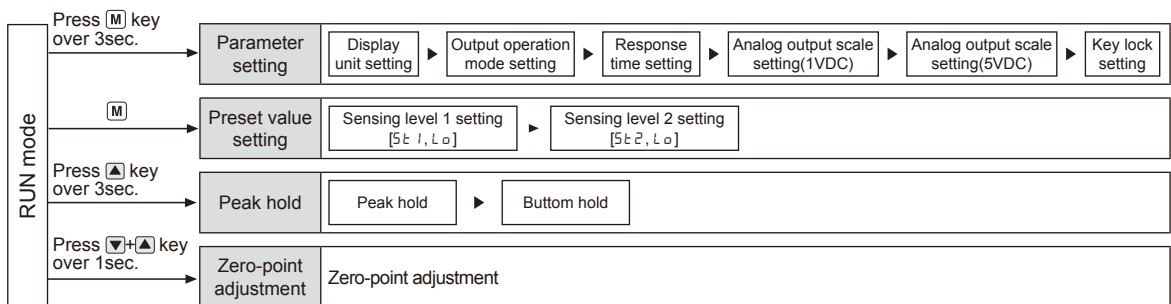 RUN mode
Press M key
over 3sec.
Parameter
setting
Display
unit setting
Output operation
mode setting
Response
time setting
Analog output scale
setting(1VDC)
Analog output scale
setting(5VDC)
Key lock
setting
M
Preset value
setting
Sensing level 1 setting
[St1, Lo]
Sensing level 2 setting
[St2, Lo]
Press ▲ key
over 3sec.
Peak hold
Peak hold
Buttom hold
Press ▼+▲ key
over 1sec.
Zero-point
adjustment
Zero-point adjustment